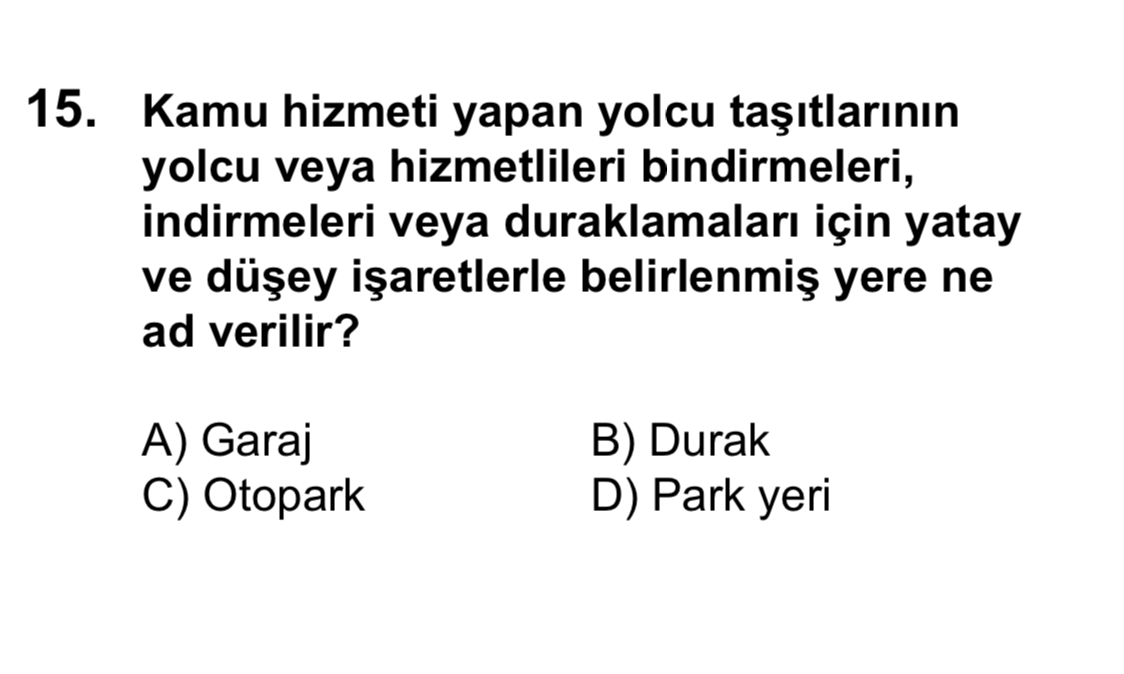 15. Kamu hizmeti yapan yolcu taşıtlarının
yolcu veya hizmetlileri bindirmeleri,
indirmeleri veya duraklamaları için yatay
ve düşey işaretlerle belirlenmiş yere ne
ad verilir?
A) Garaj B) Durak
C) Otopark D) Park yeri